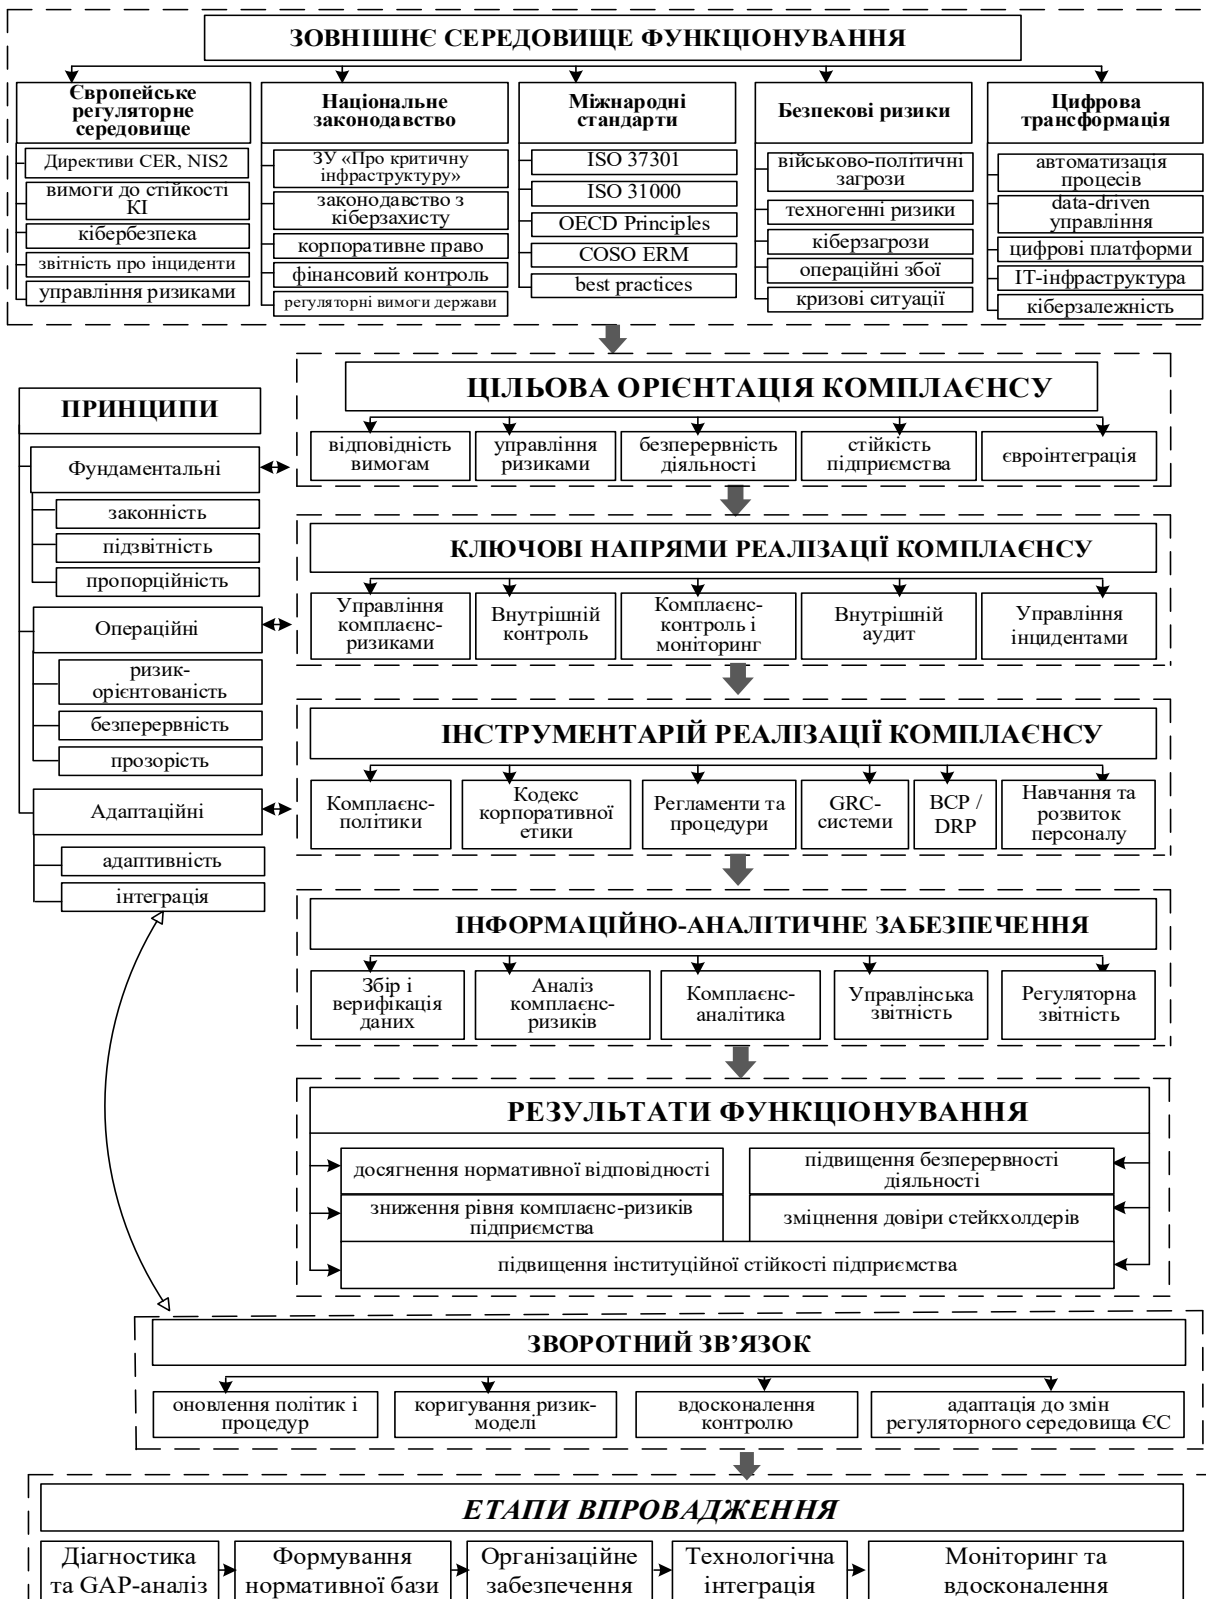 ЗОВНІШНЄ СЕРЕДОВИЩЕ ФУНКЦІОНУВАННЯ
Європейське
регуляторне
середовище
Директиви CER, NIS2
вимоги до стійкості
КІ
кібербезпека
звітність про інциденти
управління ризиками
Національне
законодавство
ЗУ «Про критичну
інфраструктуру»
законодавство з
кіберзахисту
корпоративне право
фінансовий контроль
регуляторні вимоги держави
Міжнародні
стандарти
ISO 37301
ISO 31000
OECD Principles
COSO ERM
best practices
Безпекові ризики
військово-політичні
загрози
техногенні ризики
кіберзагрози
операційні збої
кризові ситуації
Цифрова
трансформація
автоматизація
процесів
data-driven
управління
цифрові платформи
ІТ-інфраструктура
кіберзалежність
ПРИНЦИПИ
Фундаментальні
законність
підзвітність
пропорційність
Операційні
ризик-
орієнтованість
безперервність
прозорість
Адаптаційні
адаптивність
інтеграція
ЦІЛЬОВА ОРІЄНТАЦІЯ КОМПЛАЄНСУ
відповідність
вимогам
управління
ризиками
безперервність
діяльності
стійкість
підприємства
євроінтеграція
КЛЮЧОВІ НАПРЯМИ РЕАЛІЗАЦІЇ КОМПЛАЄНСУ
Управління
комплаєнс-
ризиками
Внутрішній
контроль
Комплаєнс-
контроль і
моніторинг
Внутрішній
аудит
Управління
інцидентами
ІНСТРУМЕНТАРІЙ РЕАЛІЗАЦІЇ КОМПЛАЄНСУ
Комплаєнс-
політики
Кодекс
корпоративної
етики
Регламенти та
процедури
GRC-
системи
BCP /
DRP
Навчання та
розвиток
персоналу
ІНФОРМАЦІЙНО-АНАЛІТИЧНЕ ЗАБЕЗПЕЧЕННЯ
Збір і
верифікація
даних
Аналіз
комплаєнс-
ризиків
Комплаєнс-
аналітика
Управлінська
звітність
Регуляторна
звітність
РЕЗУЛЬТАТИ ФУНКЦІОНУВАННЯ
досягнення нормативної відповідності
підвищення безперервності
діяльності
зниження рівня комплаєнс-ризиків
підприємства
зміцнення довіри стейкхолдерів
підвищення інституційної стійкості підприємства
ЗВОРОТНИЙ ЗВ’ЯЗОК
оновлення політик і
процедур
коригування ризик-
моделі
вдосконалення
контролю
адаптація до змін
регуляторного середовища ЄС
ЕТАПИ ВПРОВАДЖЕННЯ
Діагностика
та GAP-аналіз
Формування
нормативної бази
Організаційне
забезпечення
Технологічна
інтеграція
Моніторинг та
вдосконалення